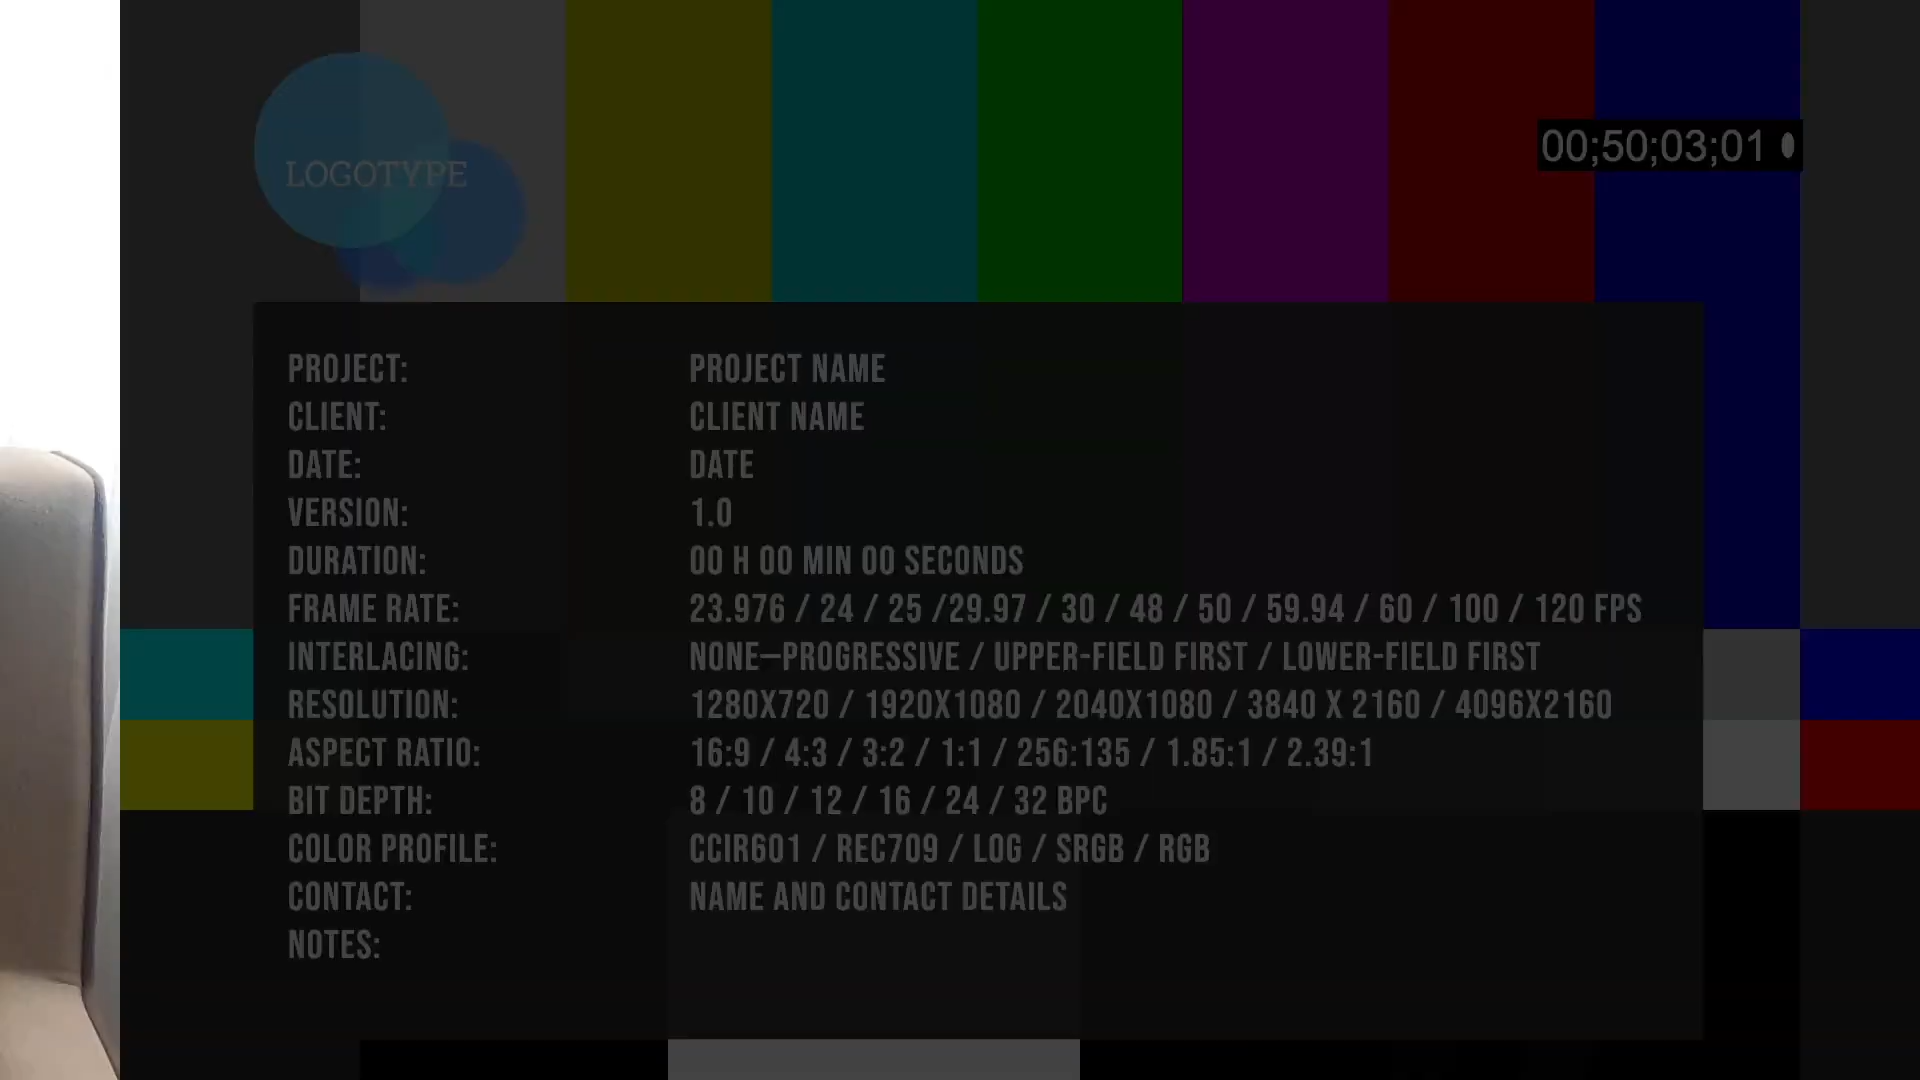 LOGOTYPE
00;50;03;01
PROJECT: PROJECT NAME
CLIENT: CLIENT NAME
DATE: DATE
VERSION: 1.0
DURATION: 00 H 00 MIN 00 SECONDS
FRAME RATE: 23.976 / 24 / 25 /29.97 / 30 / 48 / 50 / 59.94 / 60 / 100 / 120 FPS
INTERLACING: NONE–PROGRESSIVE / UPPER-FIELD FIRST / LOWER-FIELD FIRST
RESOLUTION: 1280X720 / 1920X1080 / 2040X1080 / 3840 X 2160 / 4096X2160
ASPECT RATIO: 16:9 / 4:3 / 3:2 / 1:1 / 256:135 / 1.85:1 / 2.39:1
BIT DEPTH: 8 / 10 / 12 / 16 / 24 / 32 BPC
COLOR PROFILE: CCIR601 / REC709 / LOG / SRGB / RGB
CONTACT: NAME AND CONTACT DETAILS
NOTES: